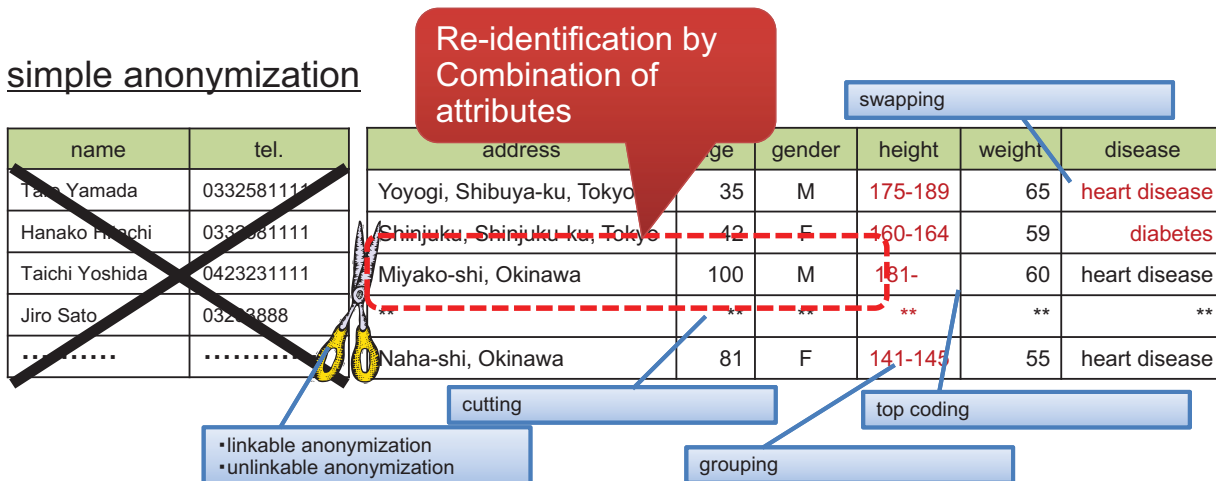 Re-identification by
Combination of
attributes
simple anonymization
swapping
name tel. address ge gender height weight disease
Taro Yamada 0332581111 Yoyogi, Shibuya-ku, Tokyo 35 M 175-189 65 heart disease
Hanako Hitachi 0332581111 Shinjuku, Shinjuku-ku, Tokyo 42 F 160-164 59 diabetes
Taichi Yoshida 0423231111 Miyako-shi, Okinawa 100 M 181- 60 heart disease
Jiro Sato ** ** ** ** ** **
・・・・・・・・・・ ・・・・・・・・・・ Naha-shi, Okinawa 81 F 141-145 55 heart disease
cutting
top coding
・linkable anonymization
・unlinkable anonymization
grouping